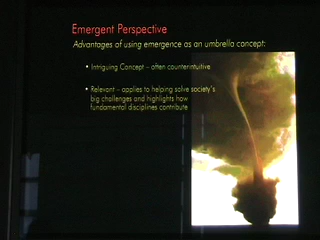 Emergent Perspective
Advantages of using emergence as an umbrella concept:
• Intriguing Concept – often counterintuitive
• Relevant – applies to helping solve society's
big challenges and highlights how
fundamental disciplines contribute